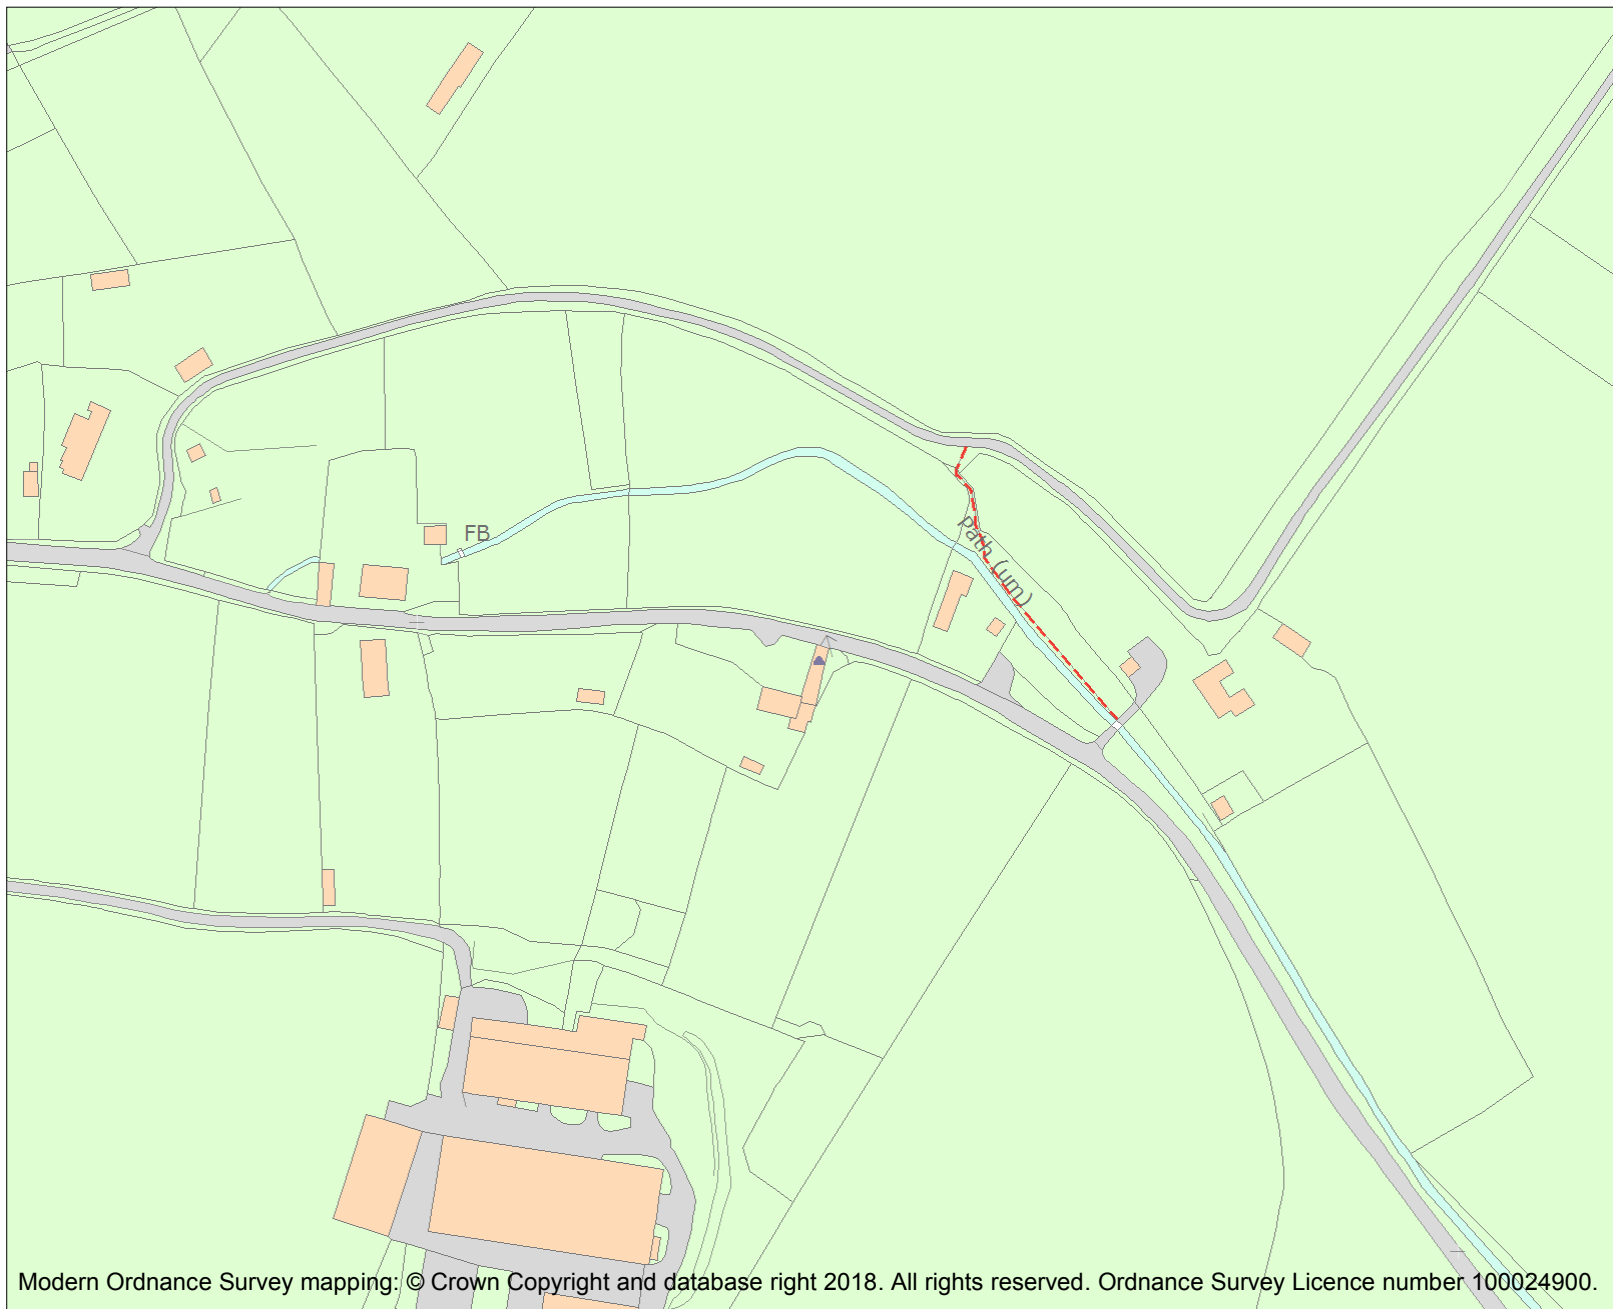 FB
Path (um)
Modern Ordnance Survey mapping: © Crown Copyright and database right 2018. All rights reserved. Ordnance Survey Licence number 100024900.